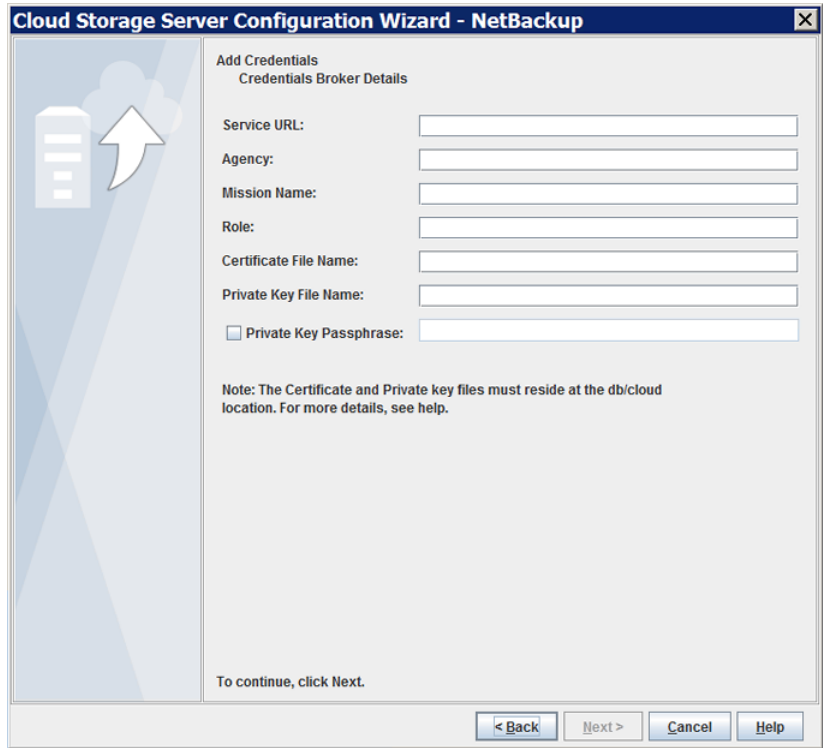 Cloud Storage Server Configuration Wizard - NetBackup
Add Credentials
Credentials Broker Details
Service URL:
Agency:
Mission Name:
Role:
Certificate File Name:
Private Key File Name:
Private Key Passphrase:
Note: The Certificate and Private key files must reside at the db/cloud
location. For more details, see help.
To continue, click Next.
< Back Next > Cancel Help